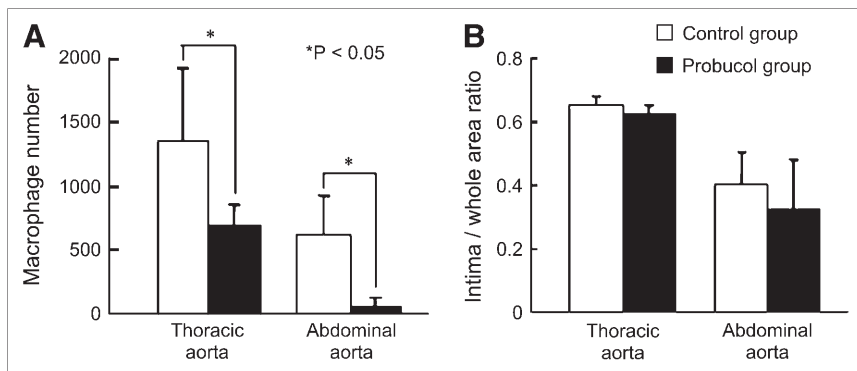 A
*
*P < 0.05
*
Macrophage number
2000
1500
1000
500
0
Thoracic
aorta
Abdominal
aorta
B
Control group
Probucol group
Intima / whole area ratio
0.8
0.6
0.4
0.2
0
Thoracic
aorta
Abdominal
aorta